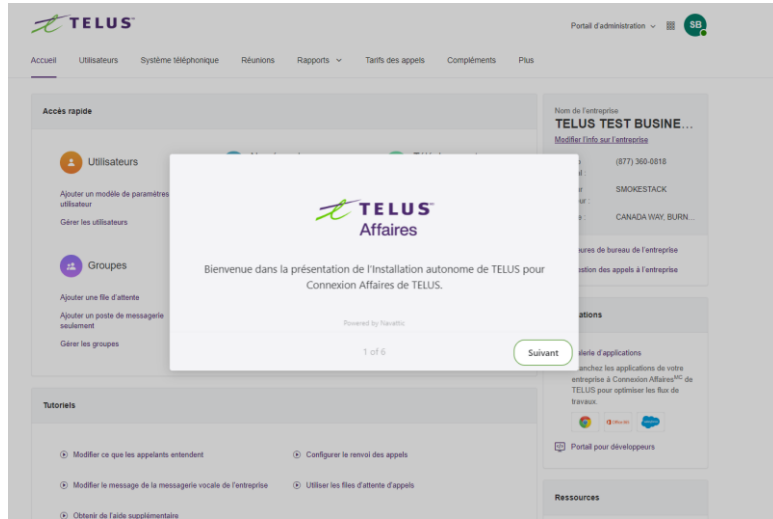 TELUS
Portail d'administration
SB
Accueil Utilisateurs Système téléphonique Réunions Rapports Tarifs des appels Compléments Plus
Accès rapide
Utilisateurs
Ajouter un modèle de paramètres
utilisateur
Gérer les utilisateurs
Groupes
Ajouter une file d'attente
Ajouter un poste de messagerie
seulement
Gérer les groupes
TELUS
Affaires
Bienvenue dans la présentation de l'Installation autonome de TELUS pour
Connexion Affaires de TELUS.
Powered by Navattic
1 of 6
Suivant
Nom de l'entreprise
TELUS TEST BUSINE...
Modifier l'info sur l'entreprise
(877) 360-0818
SMOKESTACK
CANADA WAY, BURN...
de bureau de l'entreprise
des appels à l'entreprise
d'applications
les applications de votre
entreprise à Connexion Affaires MC de
TELUS pour optimiser les flux de
travaux.
Office 365
Portail pour développeurs
Ressources
Tutoriels
Modifier ce que les appelants entendent
Configurer le renvoi des appels
Modifier le message de la messagerie vocale de l'entreprise
Utiliser les files d'attente d'appels
Obtenir de l'aide supplémentaire